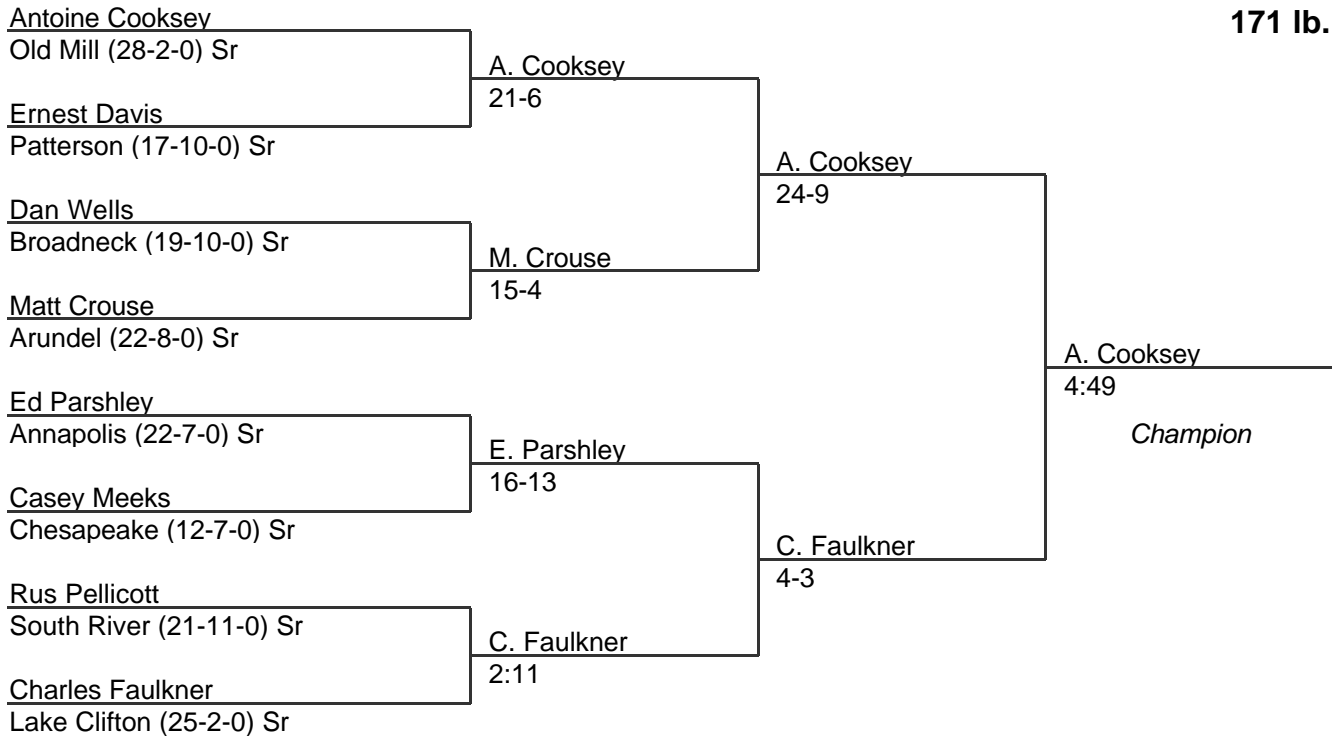 171 lb.
Antoine Cooksey
Old Mill (28-2-0) Sr
A. Cooksey
21-6
Ernest Davis
Patterson (17-10-0) Sr
A. Cooksey
24-9
Dan Wells
Broadneck (19-10-0) Sr
M. Crouse
15-4
Matt Crouse
Arundel (22-8-0) Sr
A. Cooksey
4:49
Champion
Ed Parshley
Annapolis (22-7-0) Sr
E. Parshley
16-13
Casey Meeks
Chesapeake (12-7-0) Sr
C. Faulkner
4-3
Rus Pellicott
South River (21-11-0) Sr
C. Faulkner
2:11
Charles Faulkner
Lake Clifton (25-2-0) Sr